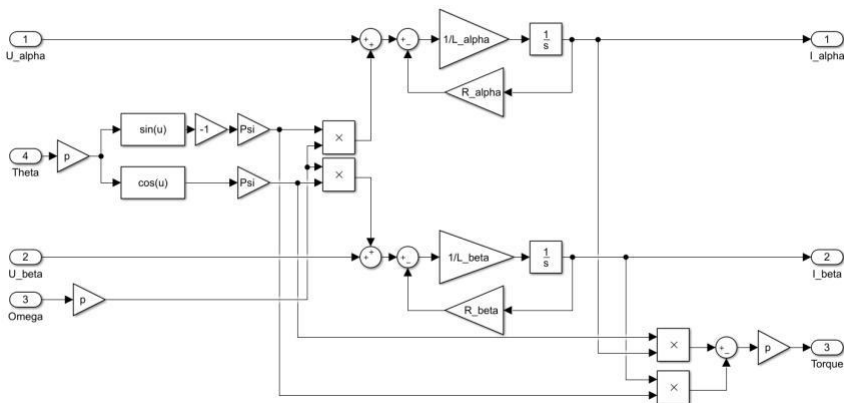 1
U_alpha
+
+
+
−
1/L_alpha
1
s
1
I_alpha
R_alpha
sin(u)
-1
Psi
×
4
Theta
p
cos(u)
Psi
×
2
U_beta
+
+
+
−
1/L_beta
1
s
2
I_beta
3
Omega
p
R_beta
×
+
−
p
3
Torque
×